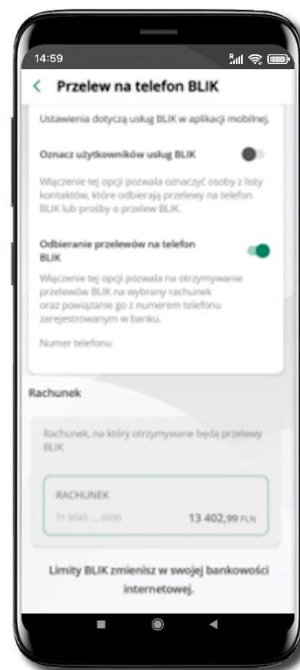 14:59
Przelew na telefon BLIK
Ustawienia dotyczą usług BLIK w aplikacji mobilnej.
Oznacz użytkowników usług BLIK
Włączenie tej opcji pozwala oznaczyć osoby z listy
kontaktów, które odbierają przelewy na telefon
BLIK lub prośby o przelew BLIK.
Odbieranie przelewów na telefon
BLIK
Włączenie tej opcji pozwala na otrzymywanie
przelewów BLIK na wybrany rachunek
oraz powiązanie go z numerem telefonu
zarejestrowanym w banku.
Numer telefonu
Rachunek
Rachunek, na który otrzymywane będą przelewy
BLIK
RACHUNEK
13 402,99 PLN
Limity BLIK zmienisz w swojej bankowości
internetowej.